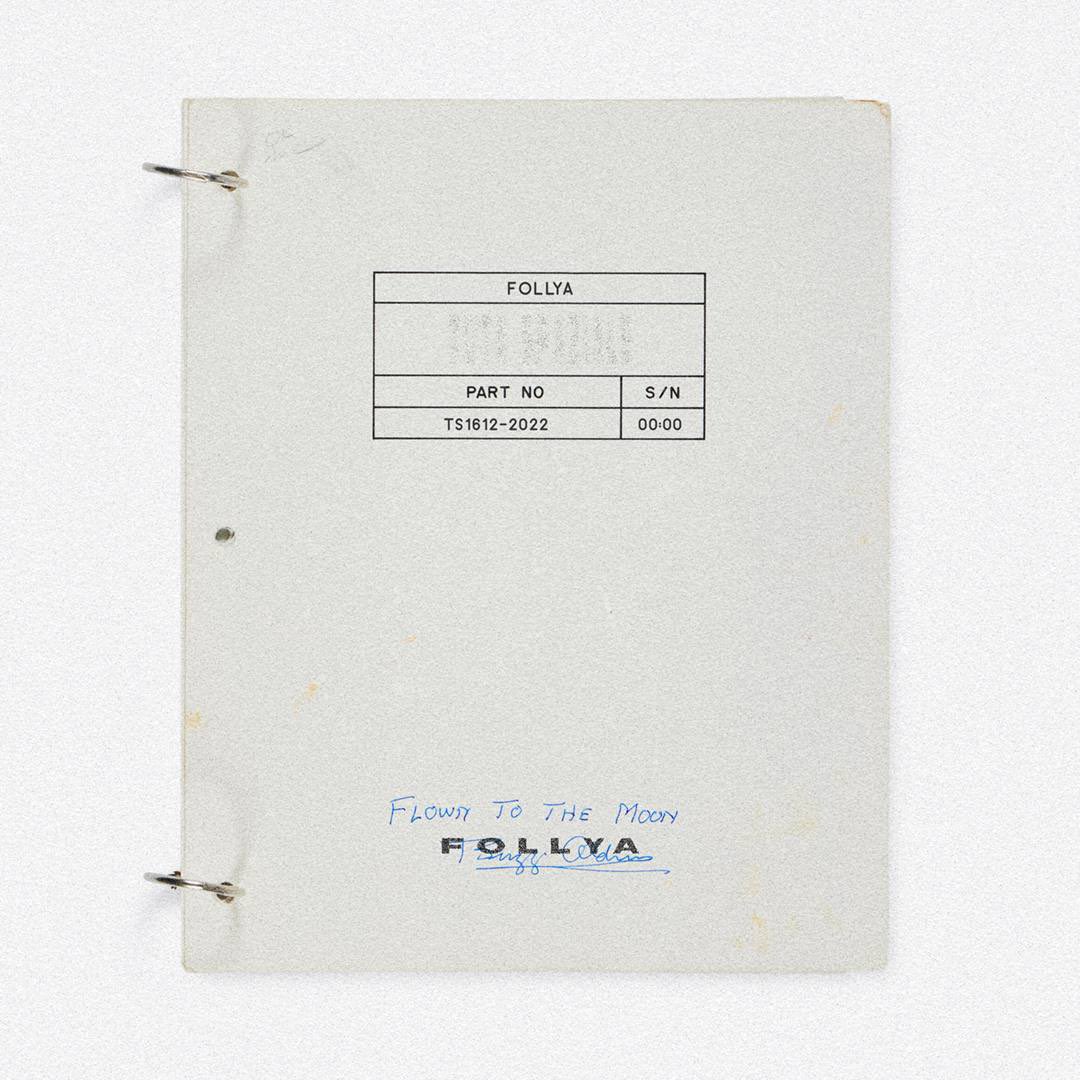 FOLLYA
PART NO
S/N
TS1612-2022
00:00
FLOWN TO THE MOON
FOLLYA